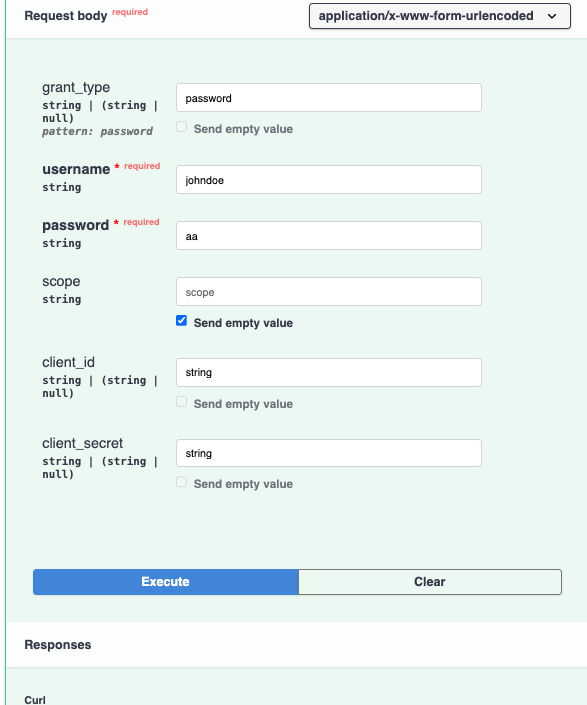 Request body required
application/x-www-form-urlencoded
grant_type
string | (string |
null)
pattern: password
password
Send empty value
username * required
string
johndoe
password * required
string
aa
scope
string
scope
Send empty value
client_id
string | (string |
null)
string
Send empty value
client_secret
string | (string |
null)
string
Send empty value
Execute
Clear
Responses
Curl